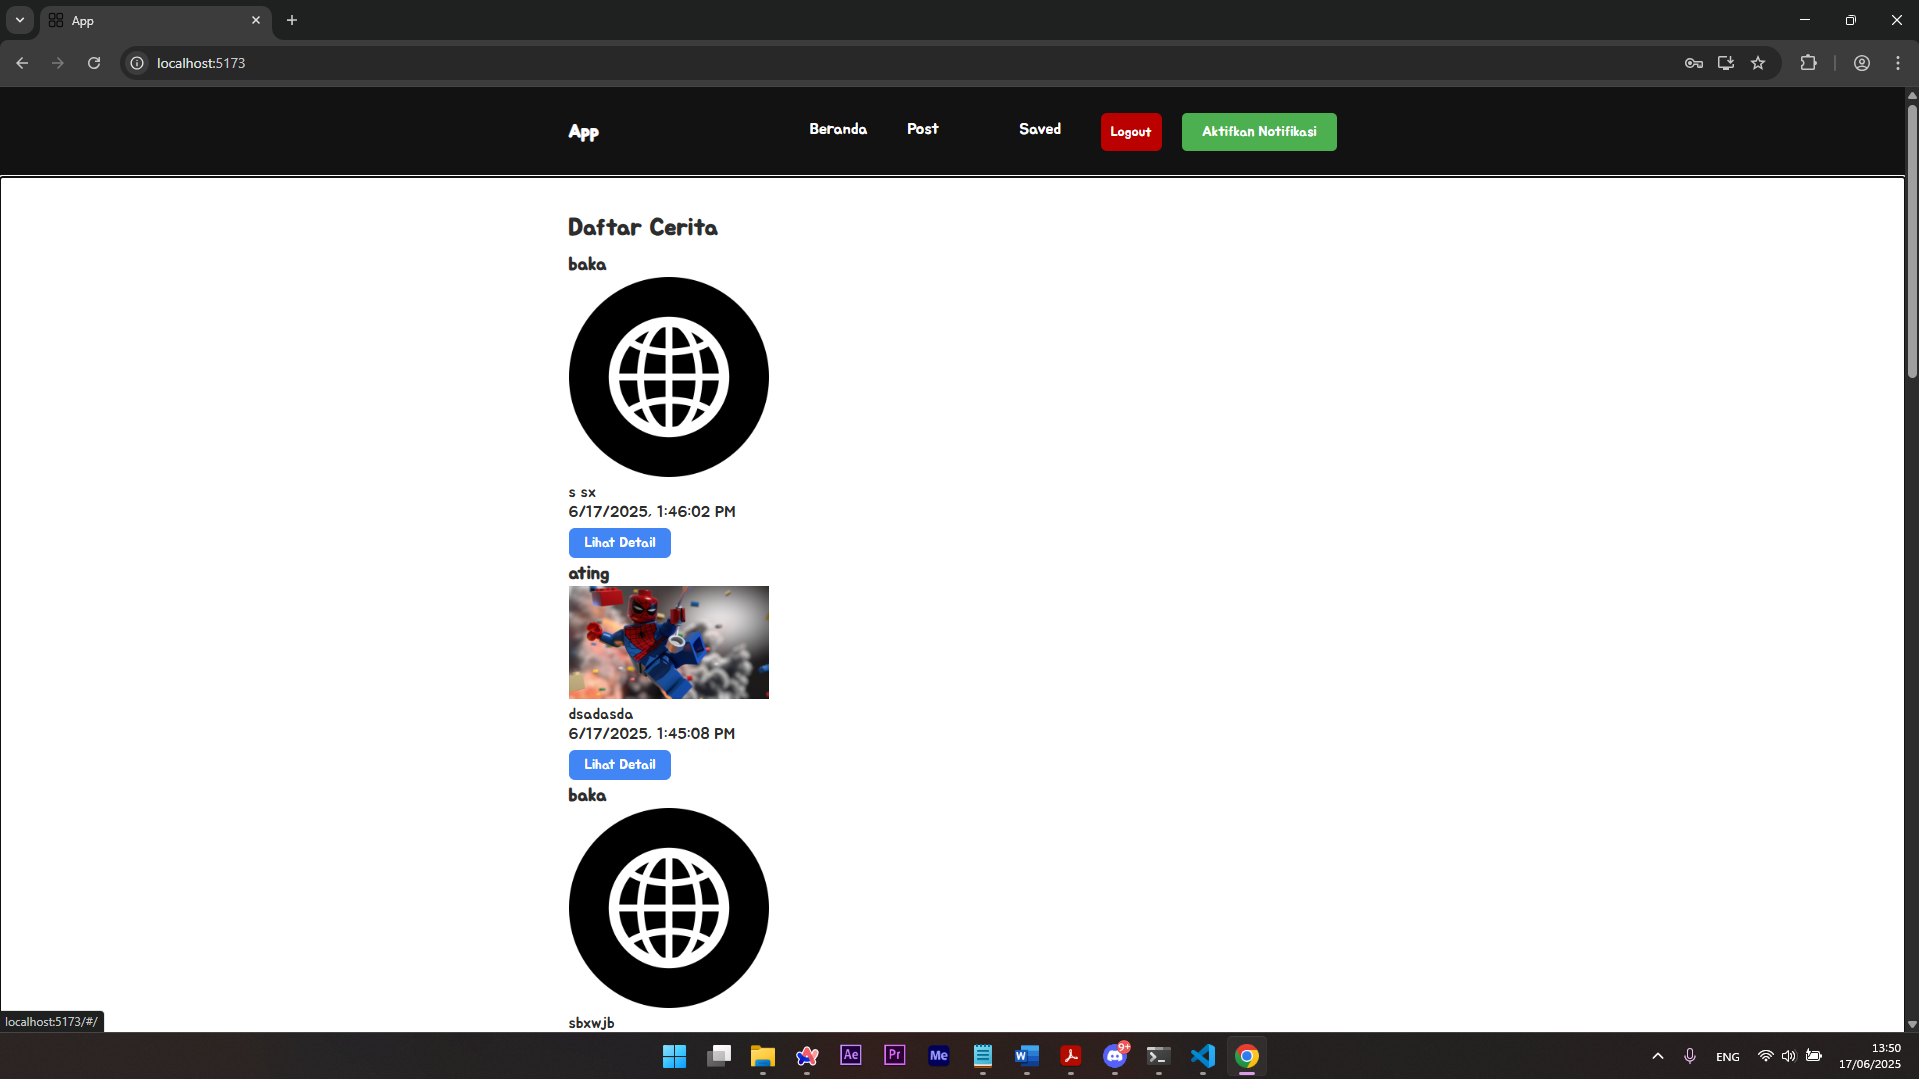 App
localhost:5173
App
Beranda
Post
Saved
Logout
Aktifkan Notifikasi
Daftar Cerita
baka
s sx
6/17/2025, 1:46:02 PM
Lihat Detail
ating
dsadasda
6/17/2025, 1:45:08 PM
Lihat Detail
baka
sbxwjb
localhost:5173/#/
Ae
Pr
Me
W
9+
ENG
13:50
17/06/2025